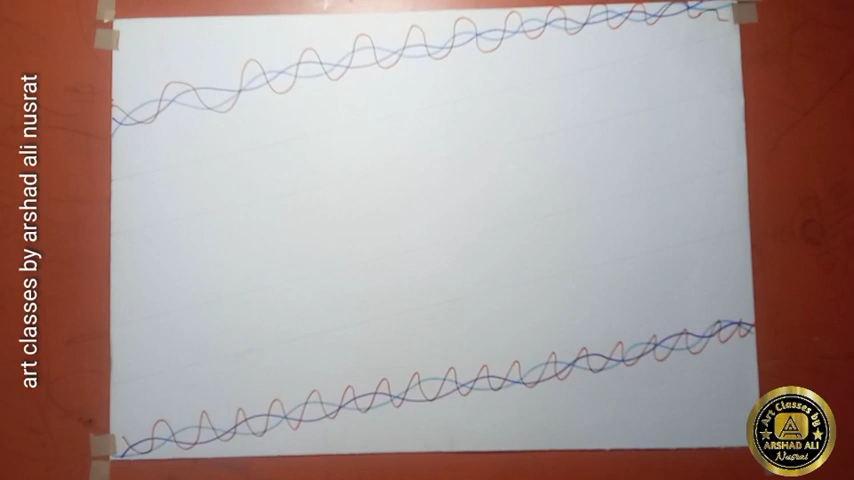 art classes by arshad ali nusrat
Art Classes by
ARSHAD ALI
Nusrat